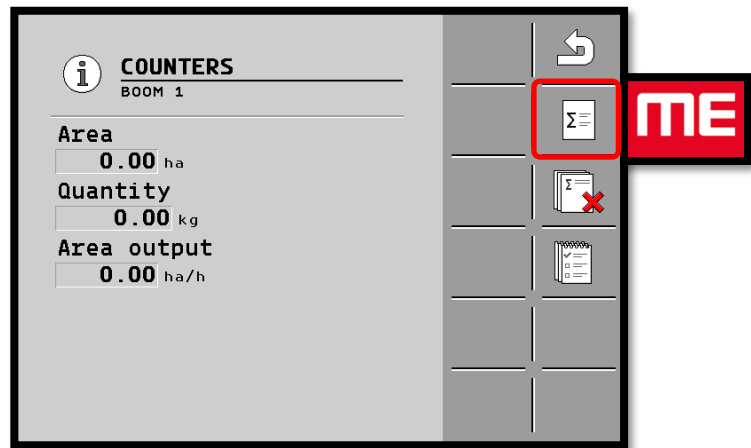 COUNTERS
BOOM 1
Area
0.00 ha
Quantity
0.00 kg
Area output
0.00 ha/h
Σ
Σ
ME